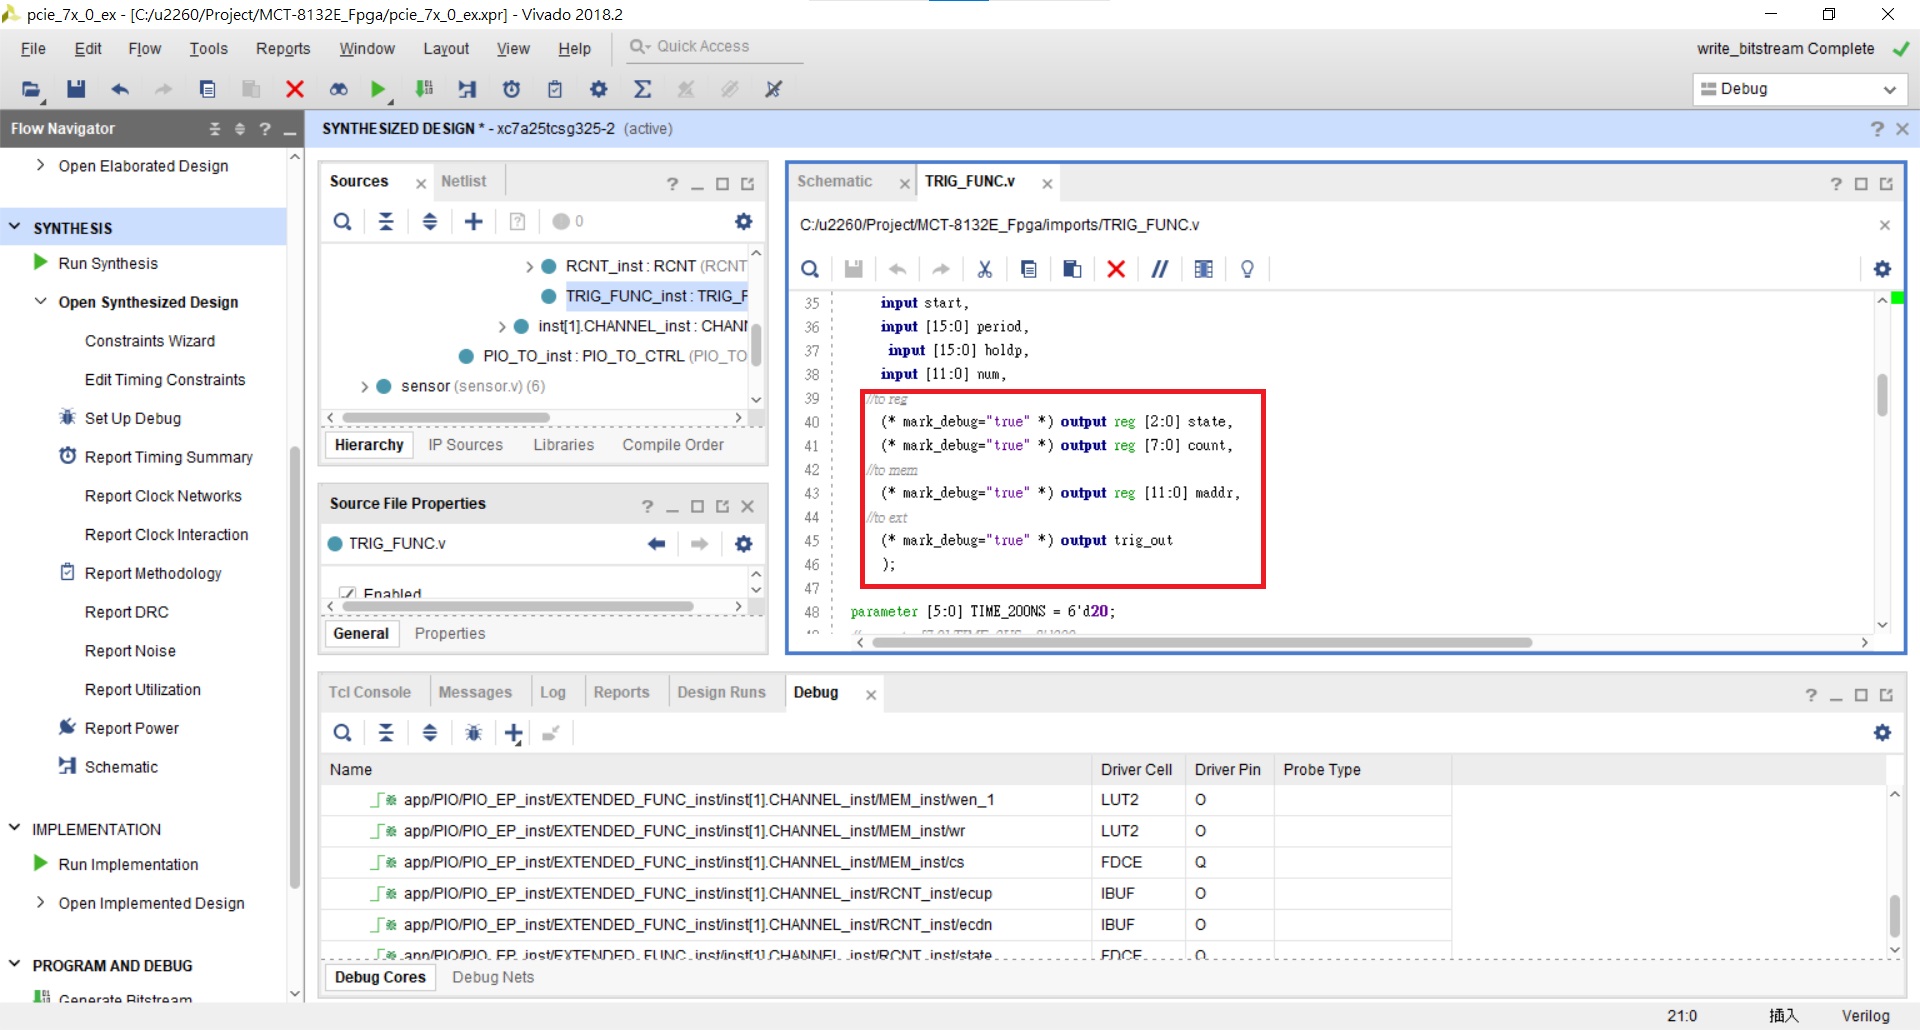 pcie_7x_0_ex - [C:/u2260/Project/MCT-8132E_Fpga/pcie_7x_0_ex.xpr] - Vivado 2018.2
File Edit Flow Tools Reports Window Layout View Help Quick Access
write_bitstream Complete
Debug
Flow Navigator
SYNTHESIZED DESIGN * - xc7a25tcsg325-2 (active)
Open Elaborated Design
SYNTHESIS
Run Synthesis
Open Synthesized Design
Constraints Wizard
Edit Timing Constraints
Set Up Debug
Report Timing Summary
Report Clock Networks
Report Clock Interaction
Report Methodology
Report DRC
Report Noise
Report Utilization
Report Power
Schematic
IMPLEMENTATION
Run Implementation
Open Implemented Design
PROGRAM AND DEBUG
Generate Bitstream
Sources Netlist
0
RCNT_inst : RCNT (RCNT
TRIG_FUNC_inst : TRIG_F
inst[1].CHANNEL_inst : CHANN
PIO_TO_inst : PIO_TO_CTRL (PIO_TO
sensor (sensor.v) (6)
Hierarchy IP Sources Libraries Compile Order
Source File Properties
TRIG_FUNC.v
Enabled
General Properties
Schematic TRIG_FUNC.v
C:/u2260/Project/MCT-8132E_Fpga/imports/TRIG_FUNC.v
35 input start,
36 input [15:0] period,
37 input [15:0] holdp,
38 input [11:0] num,
39 //to reg
40 (* mark_debug="true" *) output reg [2:0] state,
41 (* mark_debug="true" *) output reg [7:0] count,
42 //to mem
43 (* mark_debug="true" *) output reg [11:0] maddr,
44 //to ext
45 (* mark_debug="true" *) output trig_out
46 );
47
48 parameter [5:0] TIME_200NS = 6'd20;
Tcl Console Messages Log Reports Design Runs Debug
Name Driver Cell Driver Pin Probe Type
app/PIO/PIO_EP_inst/EXTENDED_FUNC_inst/inst[1].CHANNEL_inst/MEM_inst/wen_1 LUT2 O
app/PIO/PIO_EP_inst/EXTENDED_FUNC_inst/inst[1].CHANNEL_inst/MEM_inst/wr LUT2 O
app/PIO/PIO_EP_inst/EXTENDED_FUNC_inst/inst[1].CHANNEL_inst/MEM_inst/cs FDCE Q
app/PIO/PIO_EP_inst/EXTENDED_FUNC_inst/inst[1].CHANNEL_inst/RCNT_inst/ecup IBUF O
app/PIO/PIO_EP_inst/EXTENDED_FUNC_inst/inst[1].CHANNEL_inst/RCNT_inst/ecdn IBUF O
app/PIO/PIO_EP_inst/EXTENDED_FUNC_inst/inst[1].CHANNEL_inst/RCNT_inst/state FDCE Q
Debug Cores Debug Nets
21:0 插入 Verilog